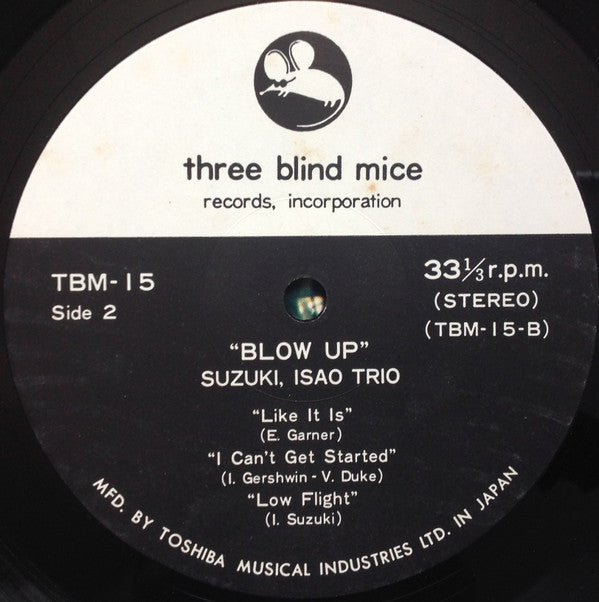 three blind mice
records, incorporation
TBM-15
Side 2
33⅓ r.p.m.
(STEREO)
(TBM-15-B)
"BLOW UP"
SUZUKI, ISAO TRIO
"Like It Is"
(E. Garner)
"I Can't Get Started"
(I. Gershwin - V. Duke)
"Low Flight"
(I. Suzuki)
MFD. BY TOSHIBA MUSICAL INDUSTRIES LTD. IN JAPAN